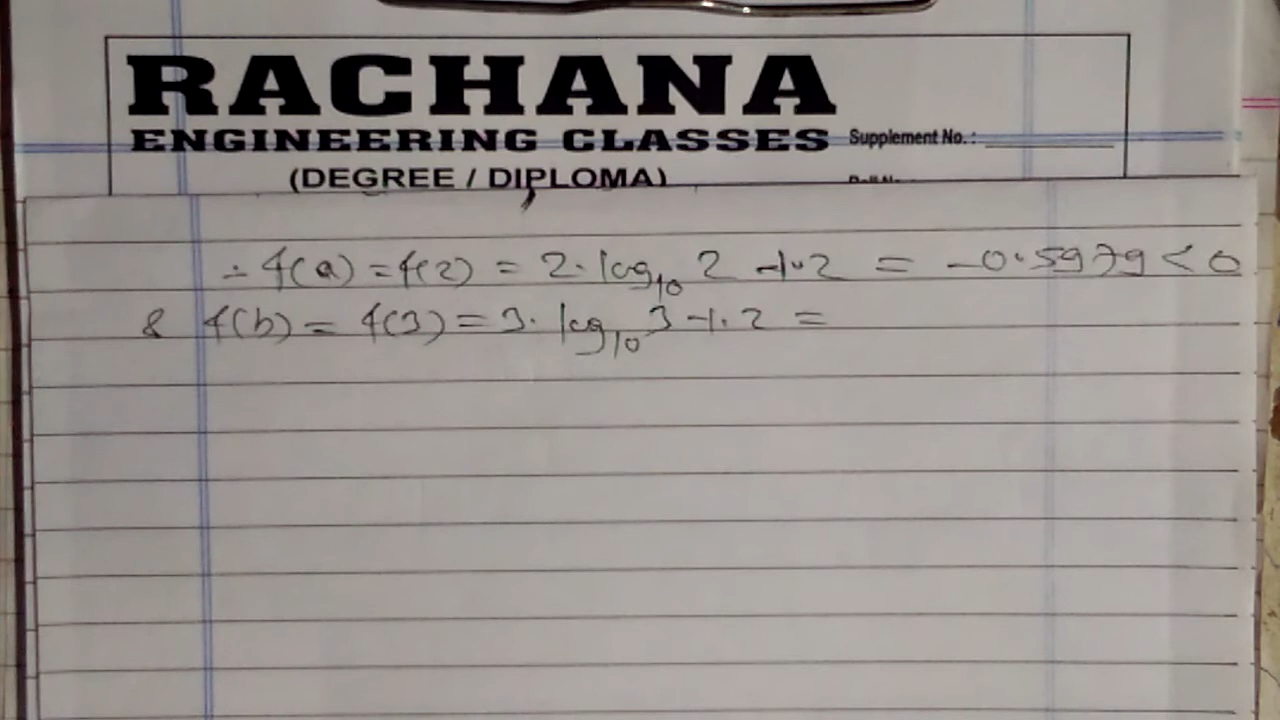 RACHANA
ENGINEERING CLASSES
Supplement No. :
(DEGREE / DIPLOMA)
∴ f(a) = f(2) = 2. log₁₀ 2 -1.2 = -0.5979 < 0
& f(b) = f(3) = 3. log₁₀ 3 -1.2 =